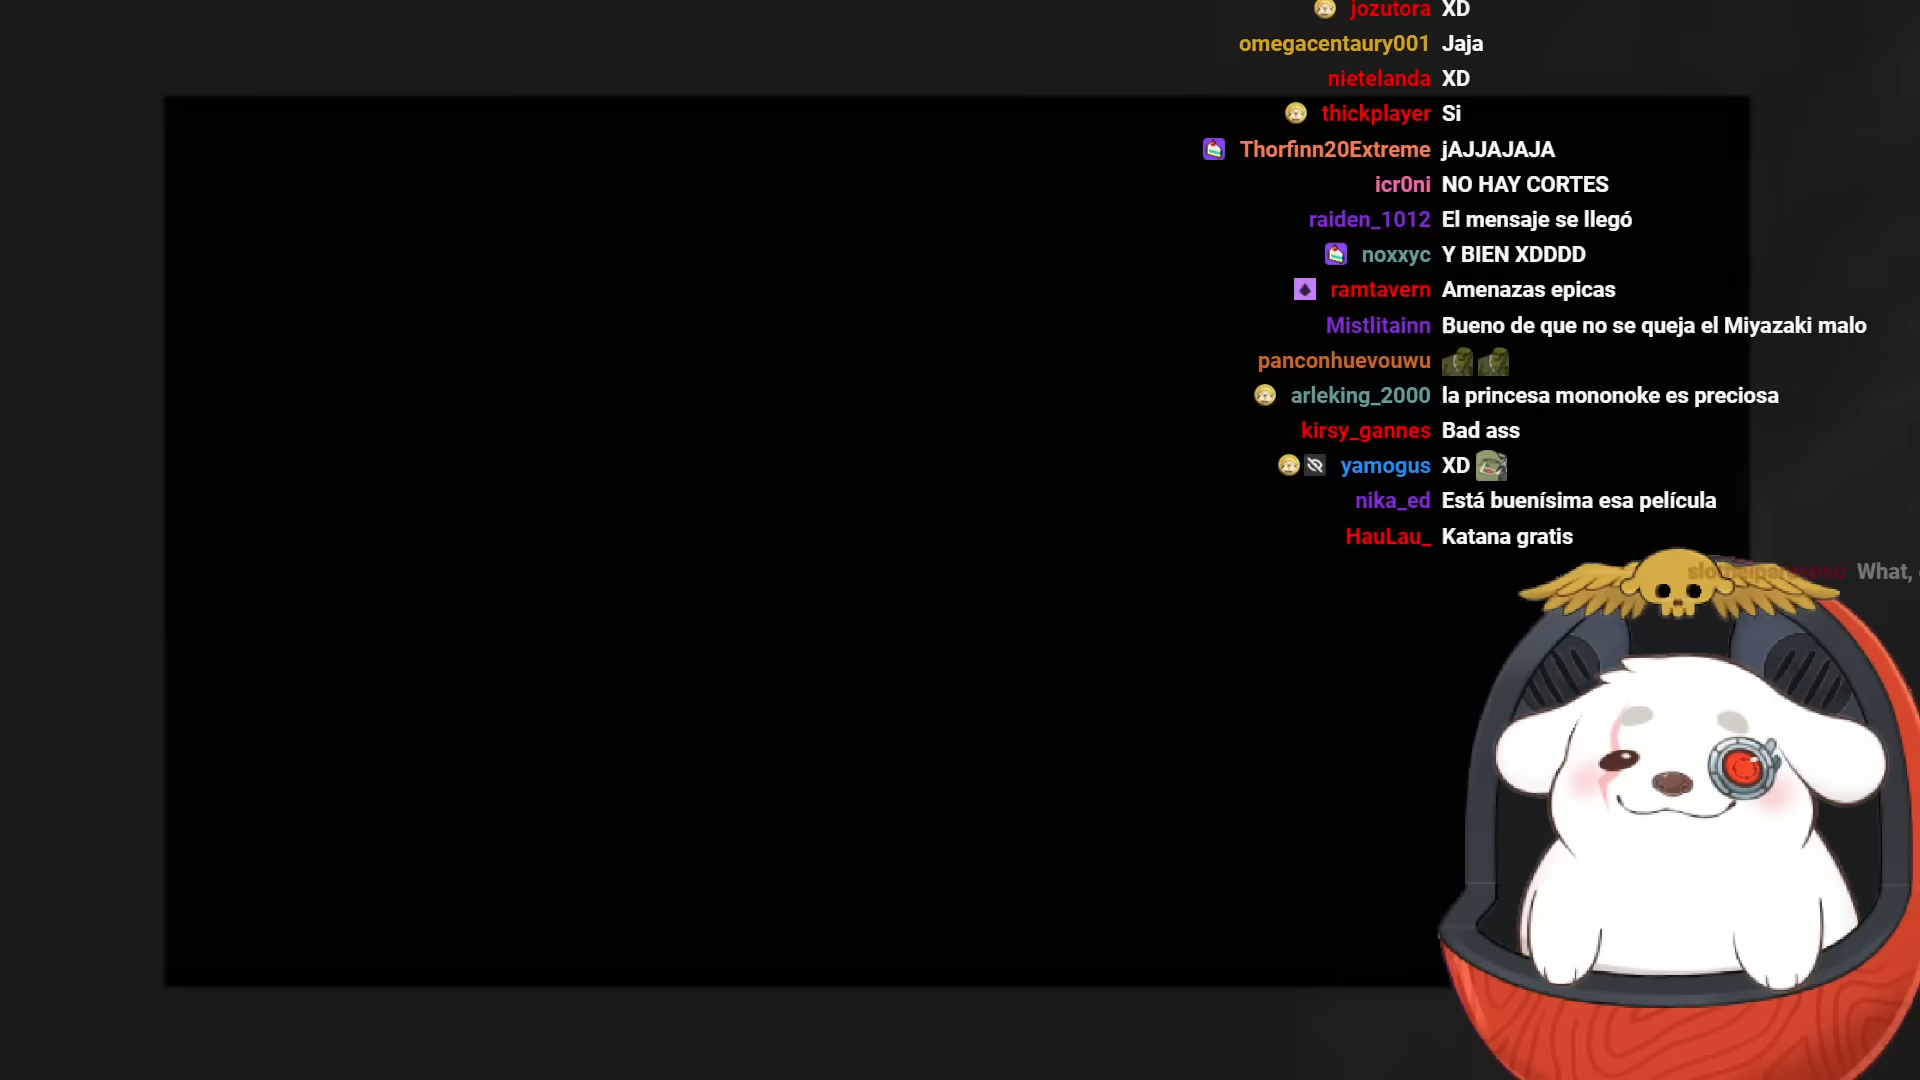 jozutora XD
omegacentaury001 Jaja
nietelanda XD
thickplayer Si
Thorfinn20Extreme jAJJAJAJA
icr0ni NO HAY CORTES
raiden_1012 El mensaje se llegó
noxxyc Y BIEN XDDDD
ramtavern Amenazas epicas
Mistlitainn Bueno de que no se queja el Miyazaki malo
panconhuevouwu
arleking_2000 la princesa mononoke es preciosa
kirsy_gannes Bad ass
yamogus XD
nika_ed Está buenísima esa película
HauLau_ Katana gratis
What,